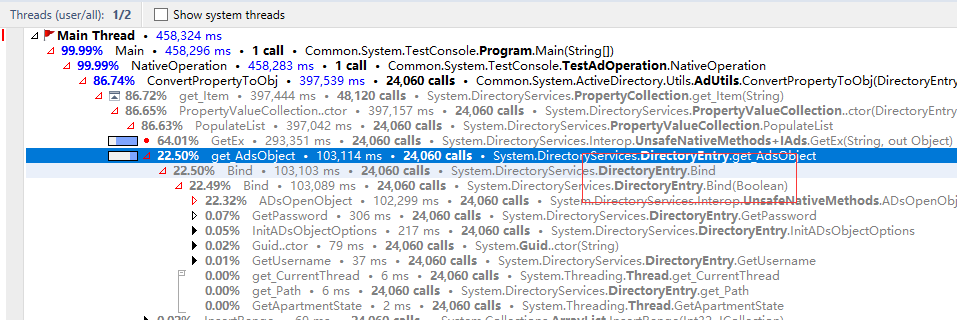 Threads (user/all): 1/2 Show system threads
Main Thread • 458,324 ms
99.99% Main • 458,296 ms • 1 call • Common.System.TestConsole.Program.Main(String[])
99.99% NativeOperation • 458,283 ms • 1 call • Common.System.TestConsole.TestAdOperation.NativeOperation
86.74% ConvertPropertyToObj • 397,539 ms • 24,060 calls • Common.System.ActiveDirectory.Utils.AdUtils.ConvertPropertyToObj(DirectoryEntry
86.72% get_Item • 397,444 ms • 48,120 calls • System.DirectoryServices.PropertyCollection.get_Item(String)
86.65% PropertyValueCollection..ctor • 397,157 ms • 24,060 calls • System.DirectoryServices.PropertyValueCollection..ctor(DirectoryEntry
86.63% PopulateList • 397,042 ms • 24,060 calls • System.DirectoryServices.PropertyValueCollection.PopulateList
64.01% GetEx • 293,351 ms • 24,060 calls • System.DirectoryServices.Interop.UnsafeNativeMethods+IAds.GetEx(String, out Object)
22.50% get_AdsObject • 103,114 ms • 24,060 calls • System.DirectoryServices.DirectoryEntry.get_AdsObject
22.50% Bind • 103,103 ms • 24,060 calls • System.DirectoryServices.DirectoryEntry.Bind
22.49% Bind • 103,089 ms • 24,060 calls • System.DirectoryServices.DirectoryEntry.Bind(Boolean)
22.32% ADsOpenObject • 102,299 ms • 24,060 calls • System.DirectoryServices.Interop.UnsafeNativeMethods.ADsOpenObj
0.07% GetPassword • 306 ms • 24,060 calls • System.DirectoryServices.DirectoryEntry.GetPassword
0.05% InitADsObjectOptions • 217 ms • 24,060 calls • System.DirectoryServices.DirectoryEntry.InitADsObjectOptions
0.02% Guid..ctor • 79 ms • 24,060 calls • System.Guid..ctor(String)
0.01% GetUsername • 37 ms • 24,060 calls • System.DirectoryServices.DirectoryEntry.GetUsername
0.00% get_CurrentThread • 6 ms • 24,060 calls • System.Threading.Thread.get_CurrentThread
0.00% get_Path • 6 ms • 24,060 calls • System.DirectoryServices.DirectoryEntry.get_Path
0.00% GetApartmentState • 2 ms • 24,060 calls • System.Threading.Thread.GetApartmentState